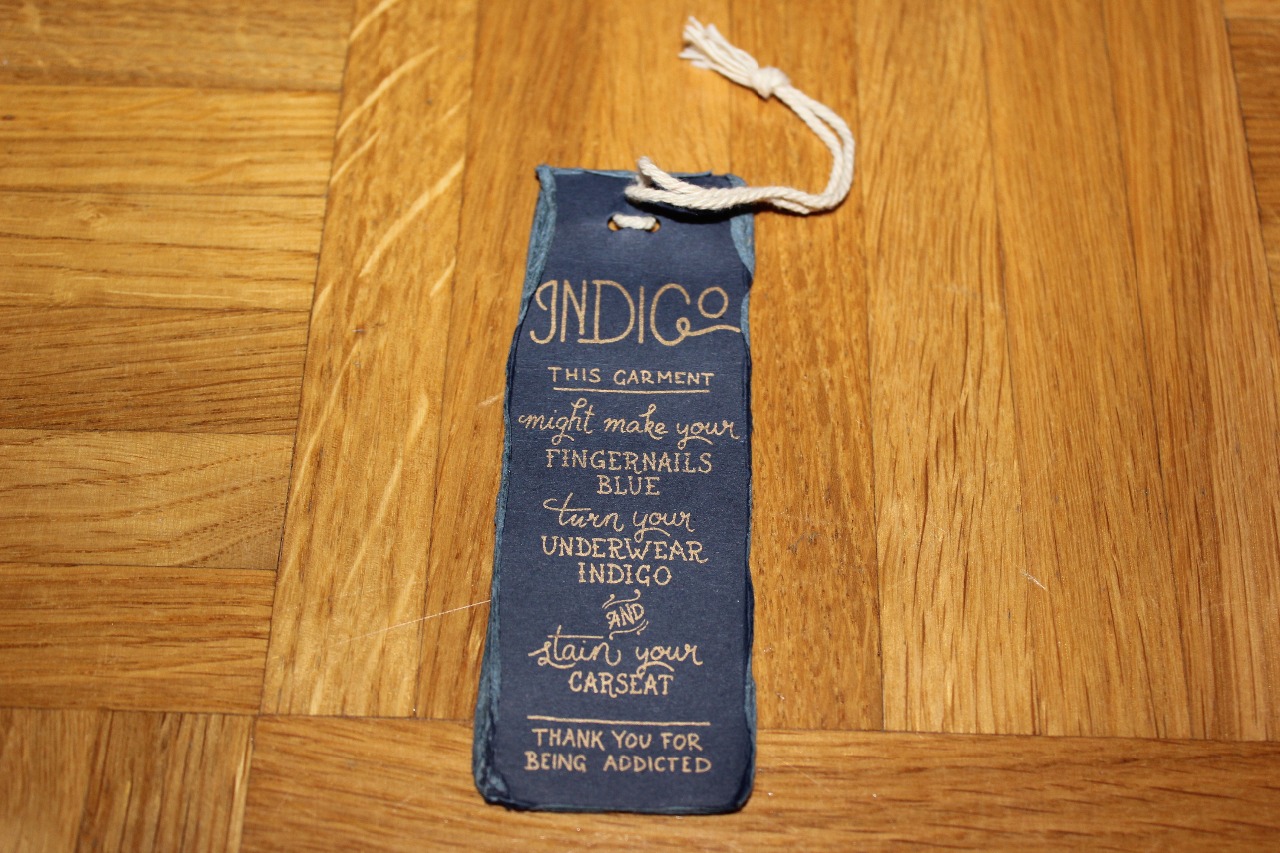 INDIGO
THIS GARMENT
might make your
FINGERNAILS
BLUE
turn your
UNDERWEAR
INDIGO
AND
stain your
CARSEAT
THANK YOU FOR
BEING ADDICTED